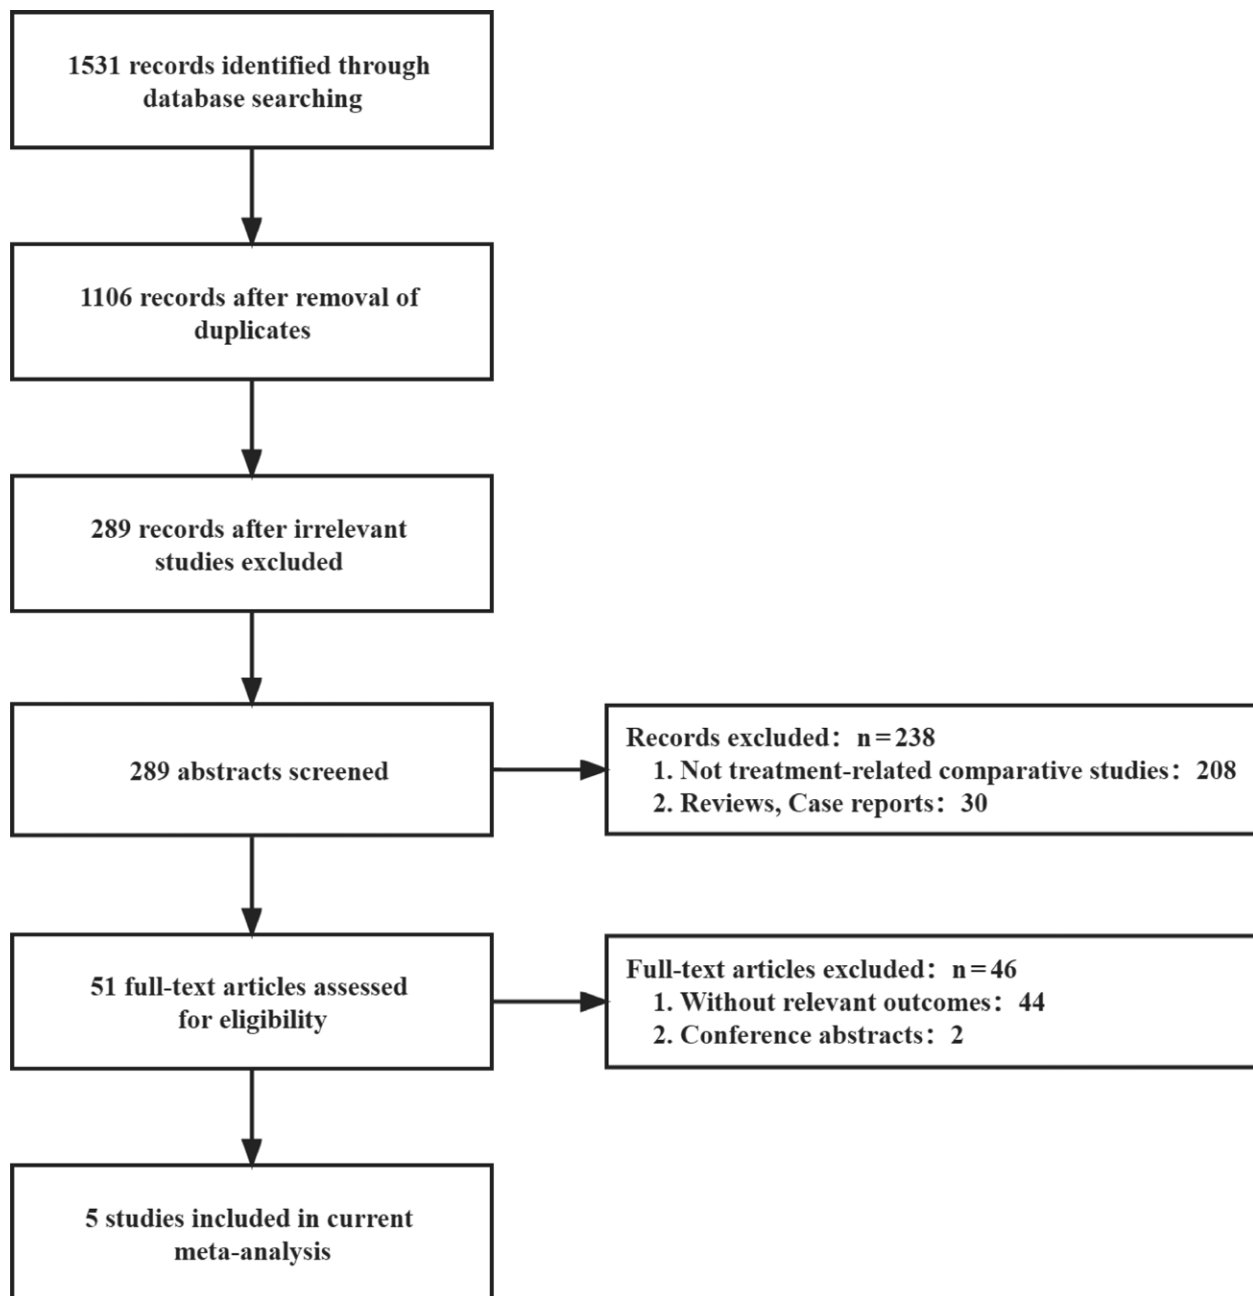 1531 records identified through
database searching
1106 records after removal of
duplicates
289 records after irrelevant
studies excluded
289 abstracts screened
Records excluded：n=238
1. Not treatment-related comparative studies：208
2. Reviews, Case reports：30
51 full-text articles assessed
for eligibility
Full-text articles excluded：n=46
1. Without relevant outcomes：44
2. Conference abstracts：2
5 studies included in current
meta-analysis